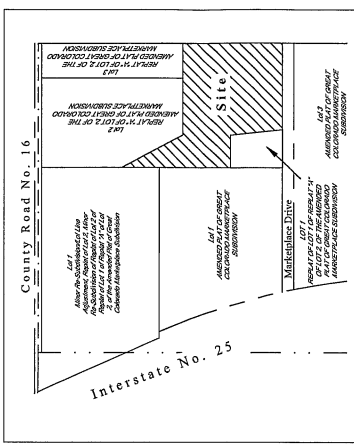 County Road No. 16
Lot 3
REPLAT "A" OF LOT 2, OF THE
AMENDED PLAT OF GREAT COLORADO
MARKETPLACE SUBDIVISION
Lot 2
REPLAT "A" OF LOT 2, OF THE
AMENDED PLAT OF GREAT COLORADO
MARKETPLACE SUBDIVISION
Site
Lot 3
AMENDED PLAT OF GREAT
COLORADO MARKETPLACE
SUBDIVISION
Lot 1
Minor Re-Subdivision/Lot Line
Adjustment, Replat of Lot 3, Minor
Re-Subdivision of Replat of Lot 2 of
Replat of Lot 1 of Replat "A" of Lot
2, of the Amended Plat of Great
Colorado Marketplace Subdivision
Lot 1
AMENDED PLAT OF GREAT
COLORADO MARKETPLACE
SUBDIVISION
Marketplace Drive
LOT 1
REPLAT OF LOT 1 OF REPLAT "A"
OF LOT 2, OF THE AMENDED
PLAT OF GREAT COLORADO
MARKETPLACE SUBDIVISION
Interstate No. 25